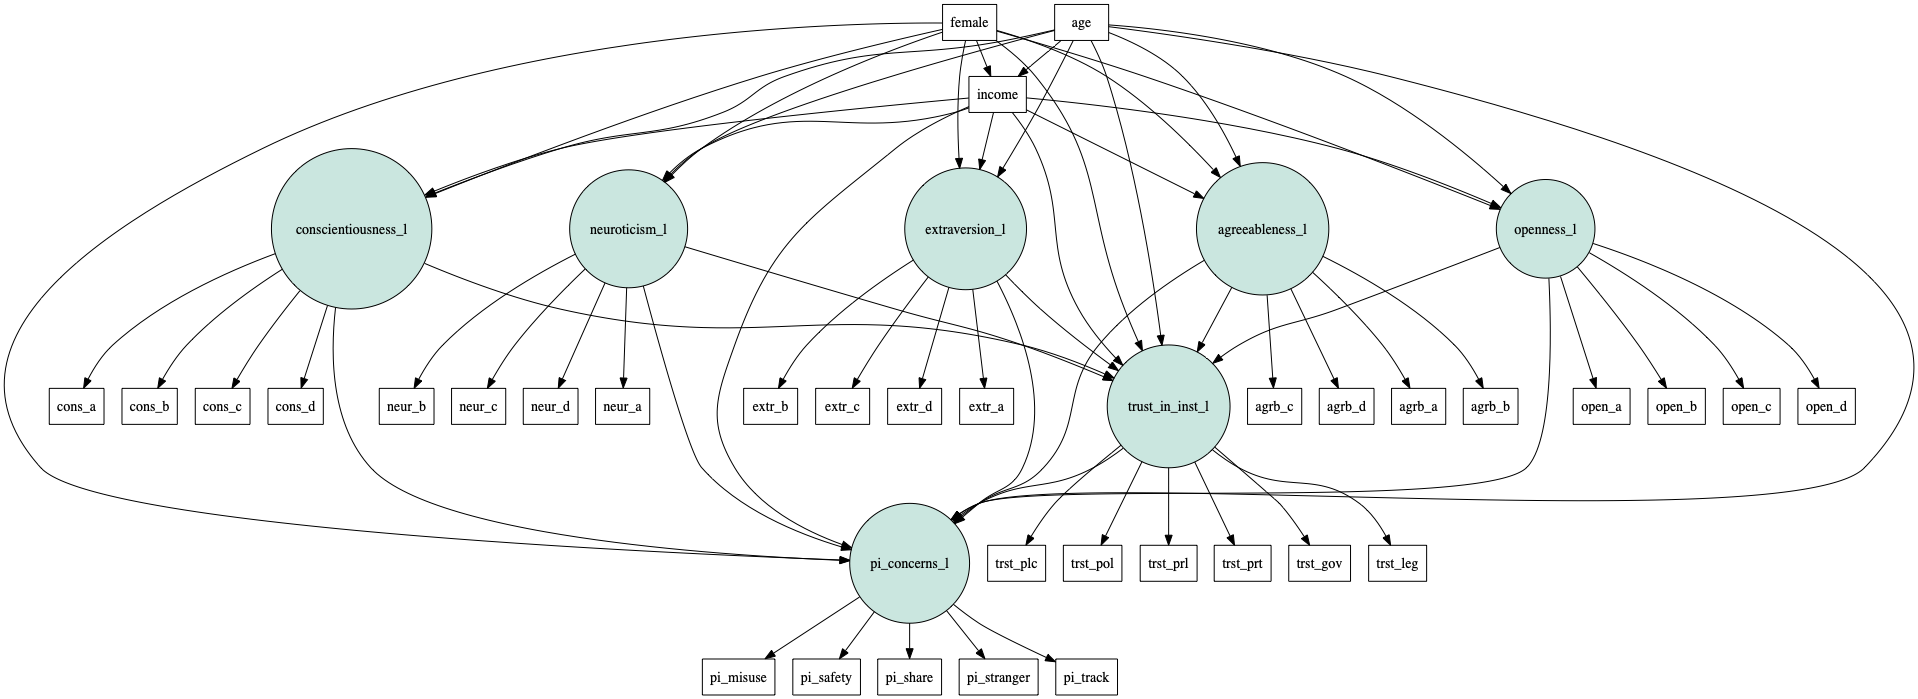 female
age
income
conscientiousness_l
neuroticism_l
extraversion_l
agreeableness_l
openness_l
cons_a
cons_b
cons_c
cons_d
neur_b
neur_c
neur_d
neur_a
extr_b
extr_c
extr_d
extr_a
trust_in_inst_l
agrb_c
agrb_d
agrb_a
agrb_b
open_a
open_b
open_c
open_d
pi_concerns_l
trst_plc
trst_pol
trst_prl
trst_prt
trst_gov
trst_leg
pi_misuse
pi_safety
pi_share
pi_stranger
pi_track